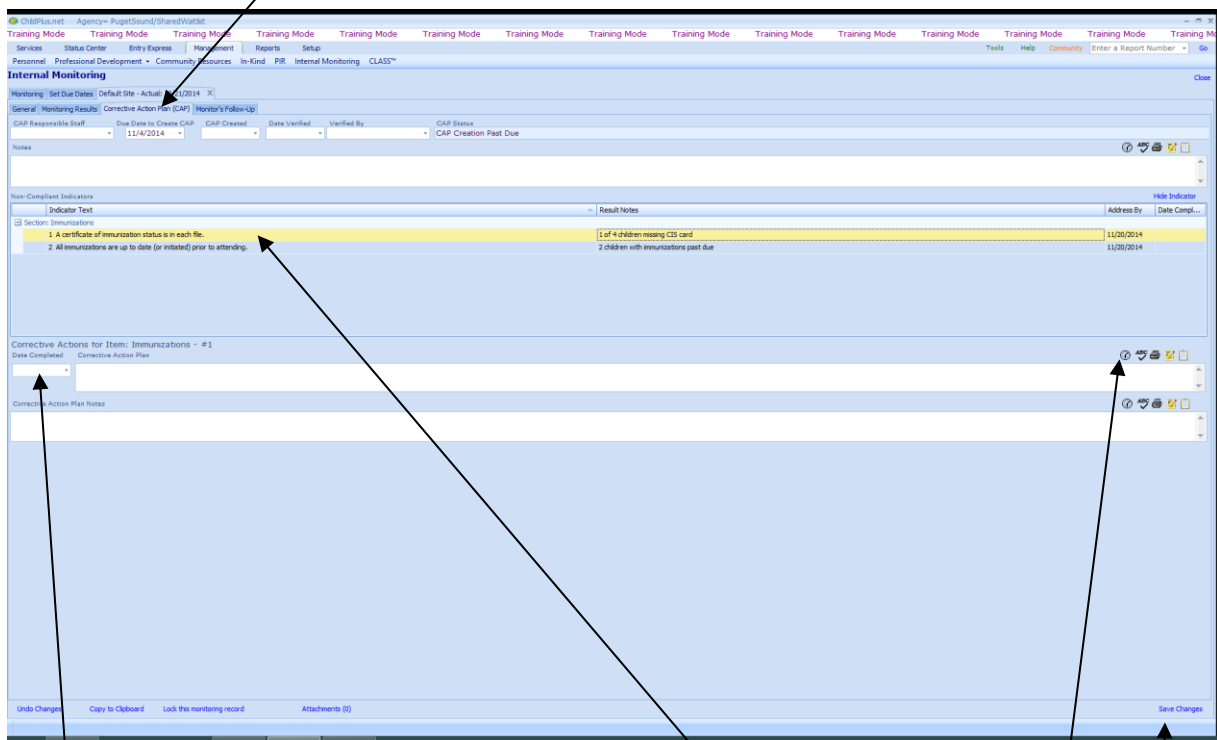 ChildPlus.net Agency= PugetSound/SharedWaitlist
Training Mode Training Mode Training Mode Training Mode Training Mode Training Mode Training Mode Training Mode Training Mode Training Mode Training Mode Training Mode Training Mode Training Mode Training Mo
Services Status Center Entry Express Management Reports Setup Tools Help Community Enter a Report Number Go
Personnel Professional Development Community Resources In-Kind PIR Internal Monitoring CLASS™
Internal Monitoring Close
Monitoring Set Due Dates Default Site - Actual: 21/2014 X
General Monitoring Results Corrective Action Plan (CAP) Monitor's Follow-Up
CAP Responsible Staff Due Date to Create CAP CAP Created Date Verified Verified By CAP Status
11/4/2014 CAP Creation Past Due
Notes ABC
Non-Compliant Indicators Hide Indicator
Indicator Text Result Notes Address By Date Compl...
Section: Immunizations
1 A certificate of immunization status is in each file. 1 of 4 children missing CIS card 11/20/2014
2 All immunizations are up to date (or initiated) prior to attending. 2 children with immunizations past due 11/20/2014
Corrective Actions for Item: Immunizations - #1
Date Completed Corrective Action Plan ABC
Corrective Action Plan Notes ABC
Undo Changes Copy to Clipboard Lock this monitoring record Attachments (0) Save Changes